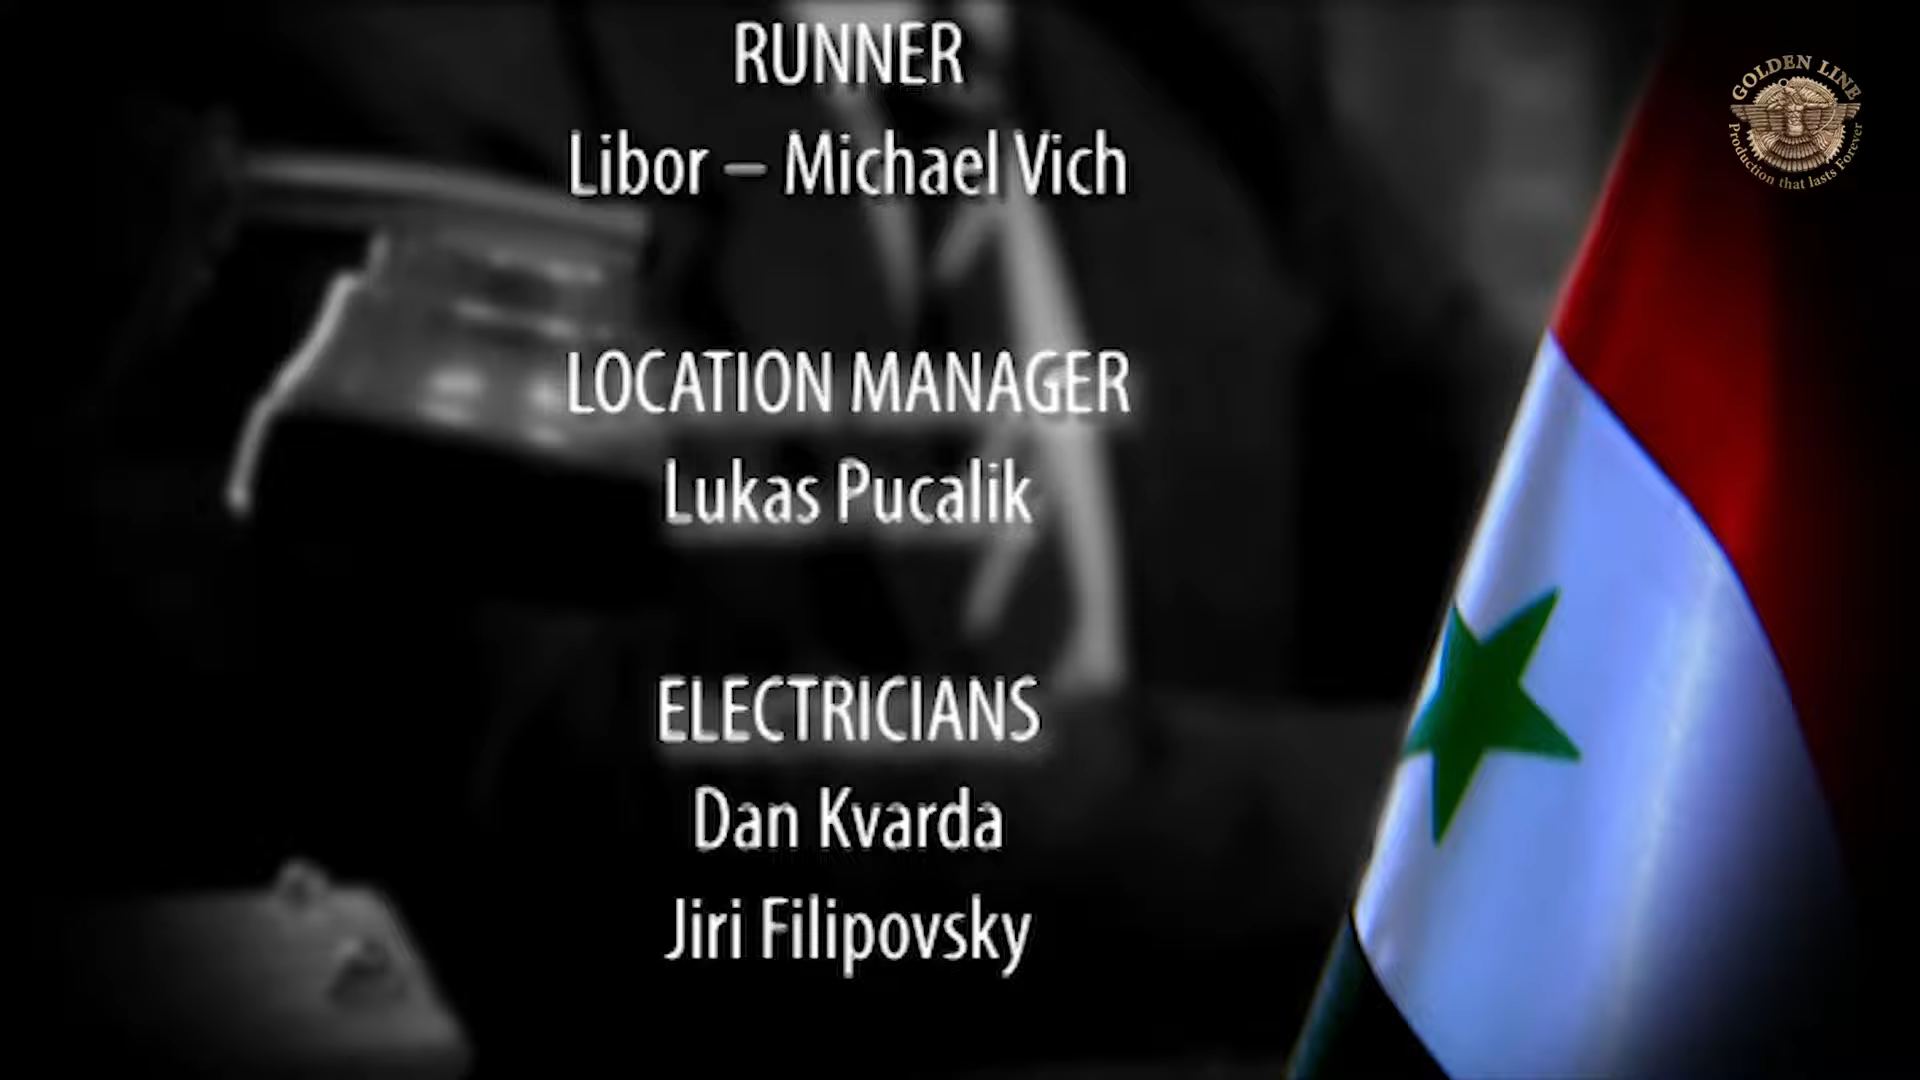 RUNNER
Libor – Michael Vich
LOCATION MANAGER
Lukas Pucalik
ELECTRICIANS
Dan Kvarda
Jiri Filipovsky
GOLDEN LINE
Production that lasts Forever